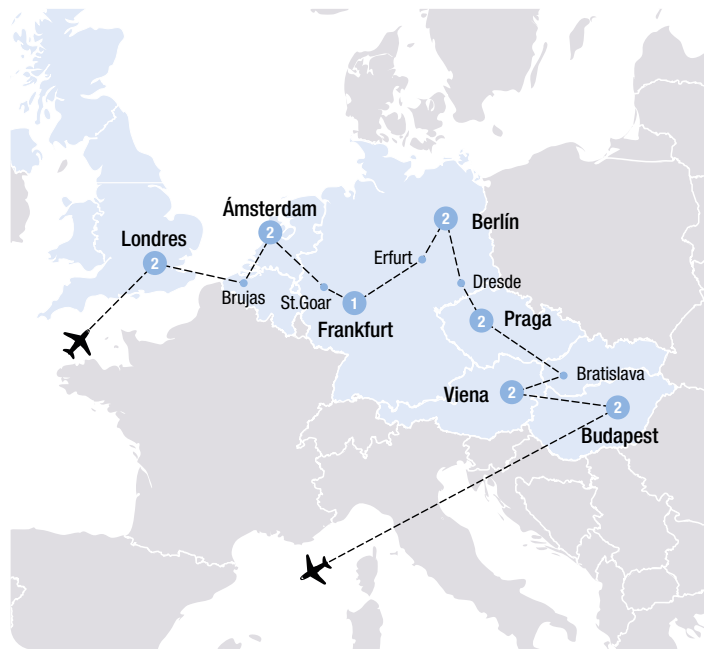 Ámsterdam
2
Berlín
2
Londres
2
Erfurt
Brujas
St.Goar
1
Dresde
Frankfurt
2
Praga
Bratislava
Viena
2
2
Budapest